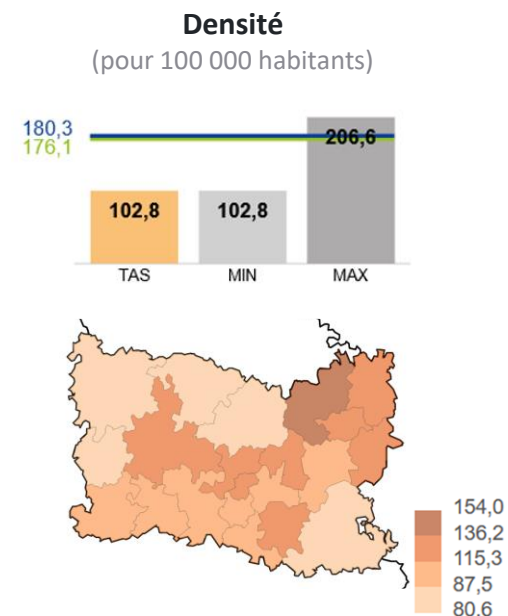 Densité
(pour 100 000 habitants)
180,3
176,1
206,6
102,8
102,8
TAS
MIN
MAX
154,0
136,2
115,3
87,5
80,6